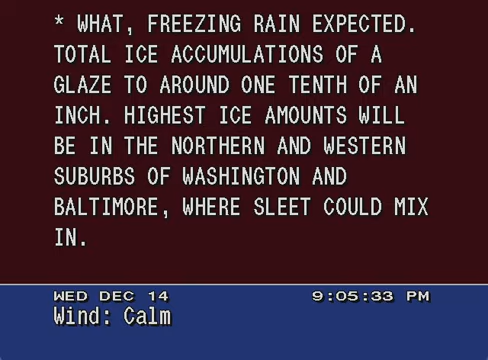 * WHAT, FREEZING RAIN EXPECTED.
TOTAL ICE ACCUMULATIONS OF A
GLAZE TO AROUND ONE TENTH OF AN
INCH. HIGHEST ICE AMOUNTS WILL
BE IN THE NORTHERN AND WESTERN
SUBURBS OF WASHINGTON AND
BALTIMORE, WHERE SLEET COULD MIX
IN.
WED DEC 14 9:05:33 PM
Wind: Calm